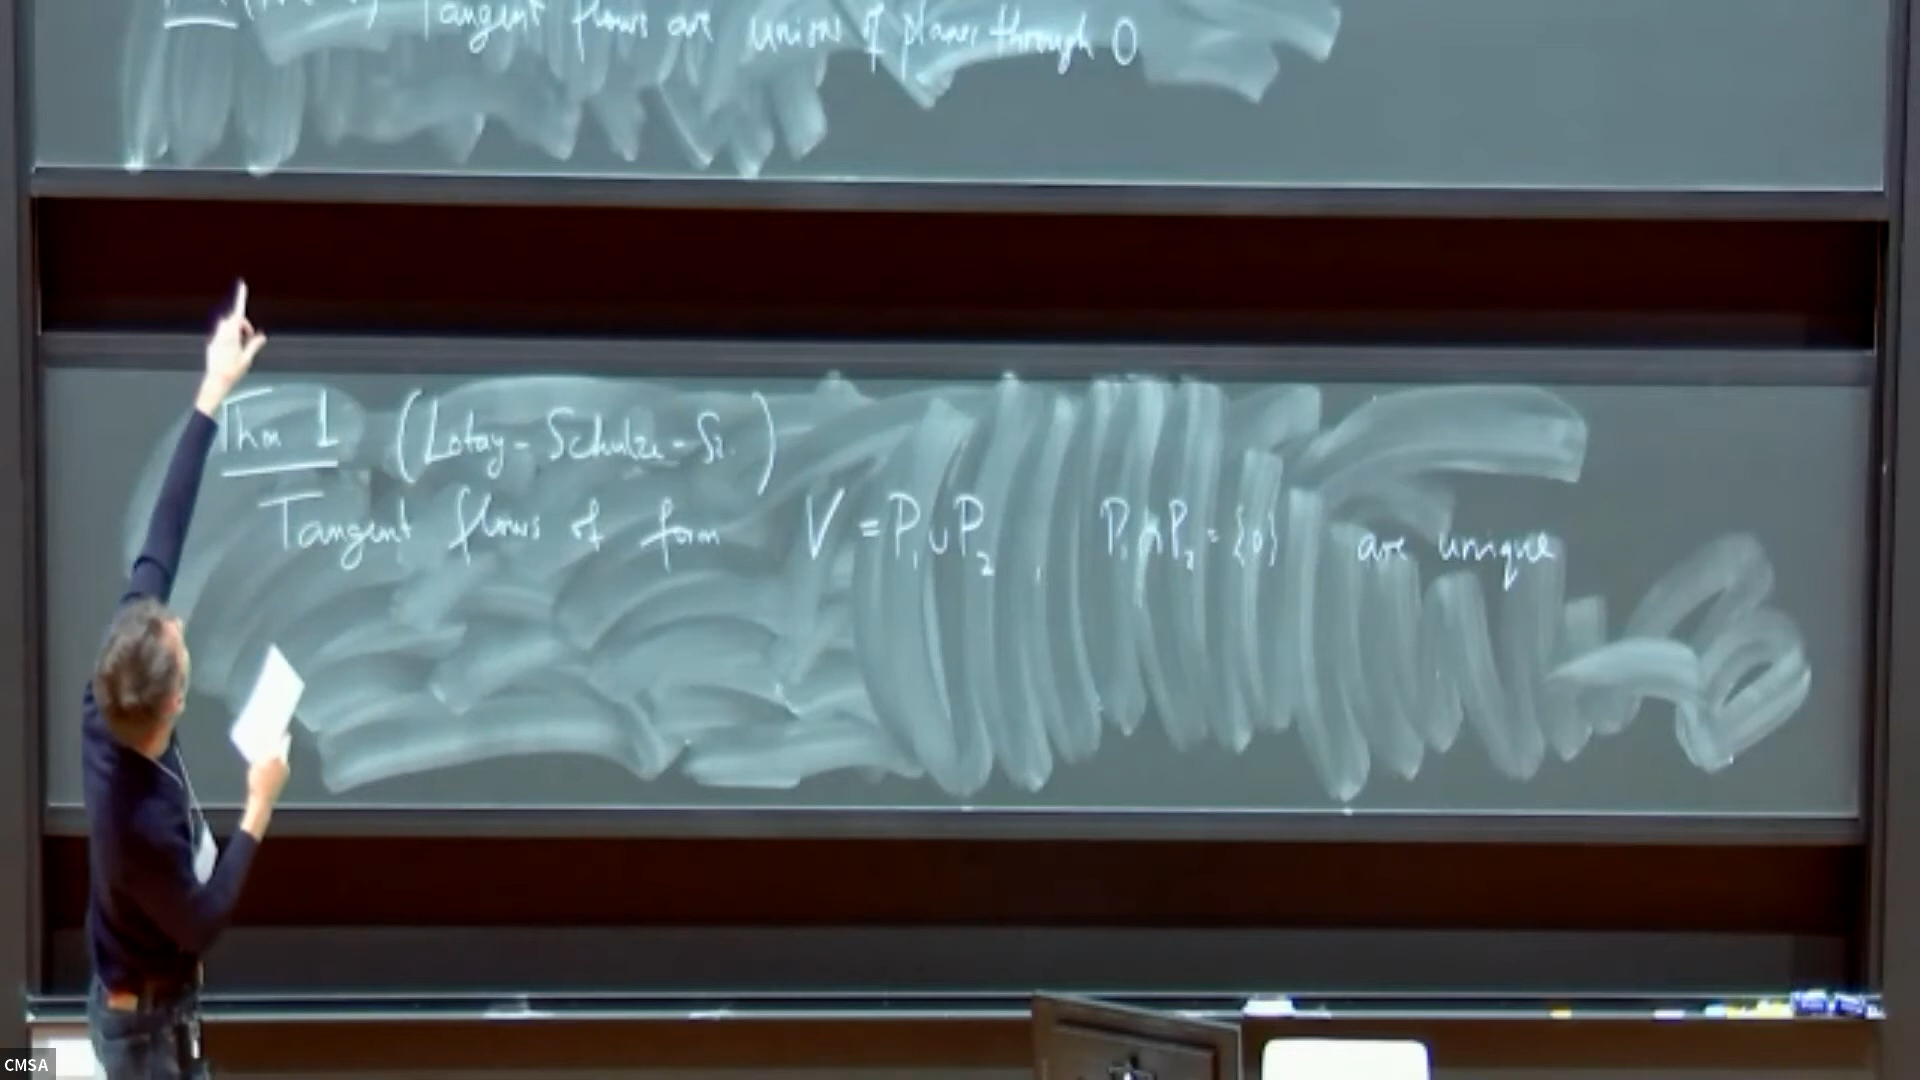 Tangent flows are unions of planes through 0
Thm 1 (Lotay-Schulze-Sz.)
Tangent flows of form V = P₁ ∪ P₂ , P₁ ∩ P₂ = {0} are unique
CMSA